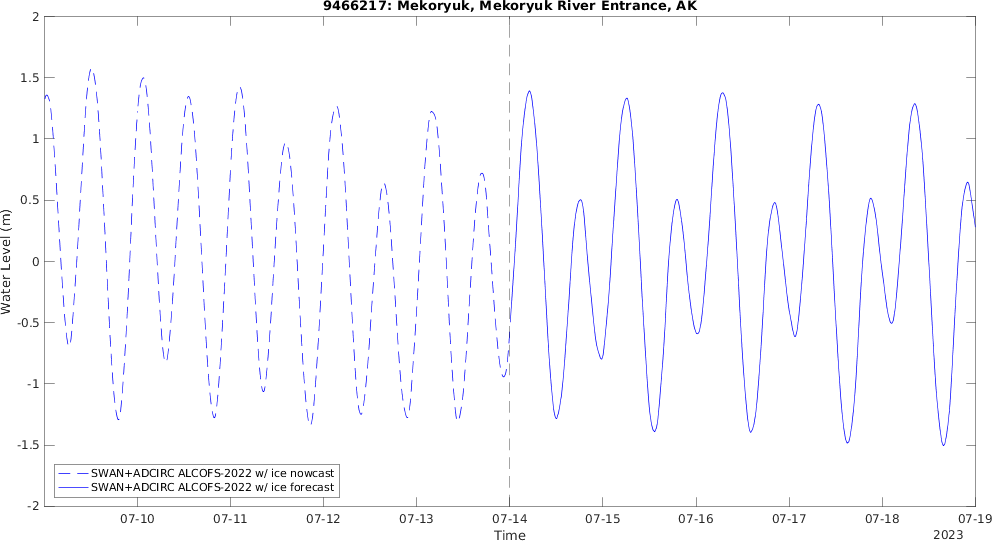 9466217: Mekoryuk, Mekoryuk River Entrance, AK
2
1.5
1
0.5
0
-0.5
-1
-1.5
-2
Water Level (m)
SWAN+ADCIRC ALCOFS-2022 w/ ice nowcast
SWAN+ADCIRC ALCOFS-2022 w/ ice forecast
07-10 07-11 07-12 07-13 07-14 07-15 07-16 07-17 07-18 07-19
Time
2023